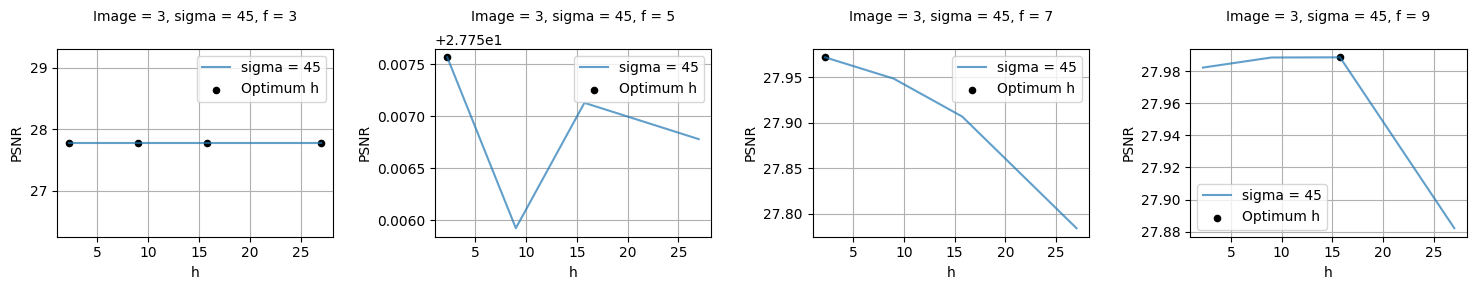 Image = 3, sigma = 45, f = 3
29
28
27
PSNR
5
10
15
20
25
h
sigma = 45
Optimum h
Image = 3, sigma = 45, f = 5
+2.775e1
0.0075
0.0070
0.0065
0.0060
PSNR
5
10
15
20
25
h
sigma = 45
Optimum h
Image = 3, sigma = 45, f = 7
27.95
27.90
27.85
27.80
PSNR
5
10
15
20
25
h
sigma = 45
Optimum h
Image = 3, sigma = 45, f = 9
27.98
27.96
27.94
27.92
27.90
27.88
PSNR
5
10
15
20
25
h
sigma = 45
Optimum h